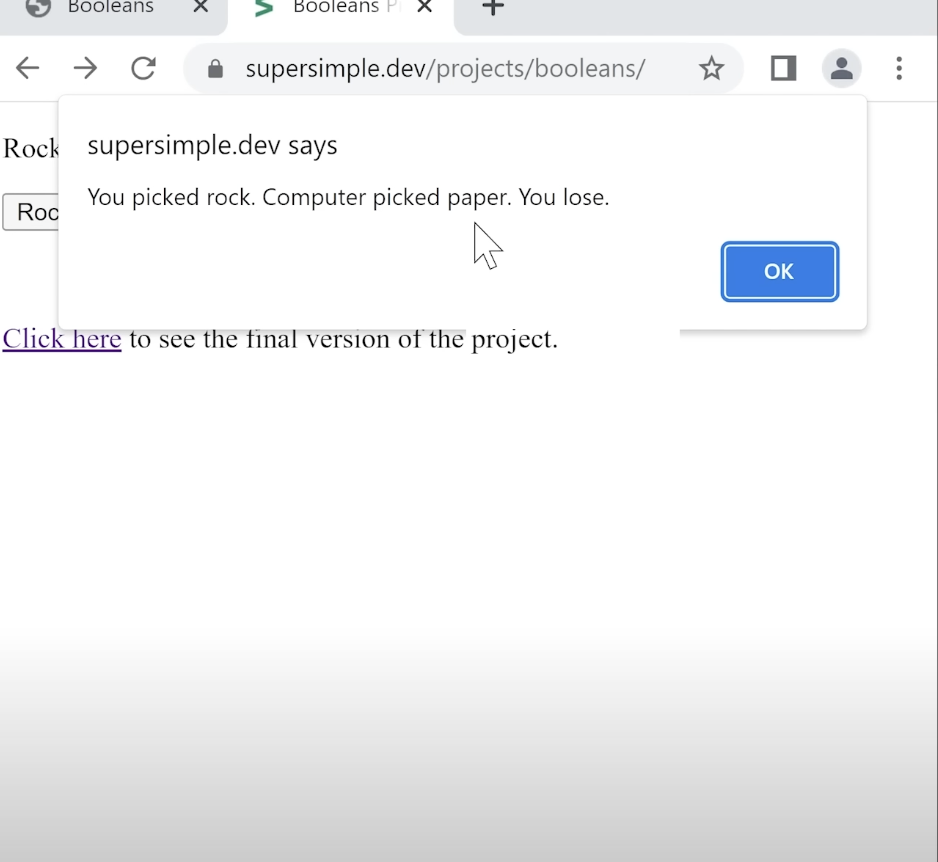 Booleans
Booleans P
supersimple.dev/projects/booleans/
supersimple.dev says
Rock
You picked rock. Computer picked paper. You lose.
Roc
OK
Click here to see the final version of the project.